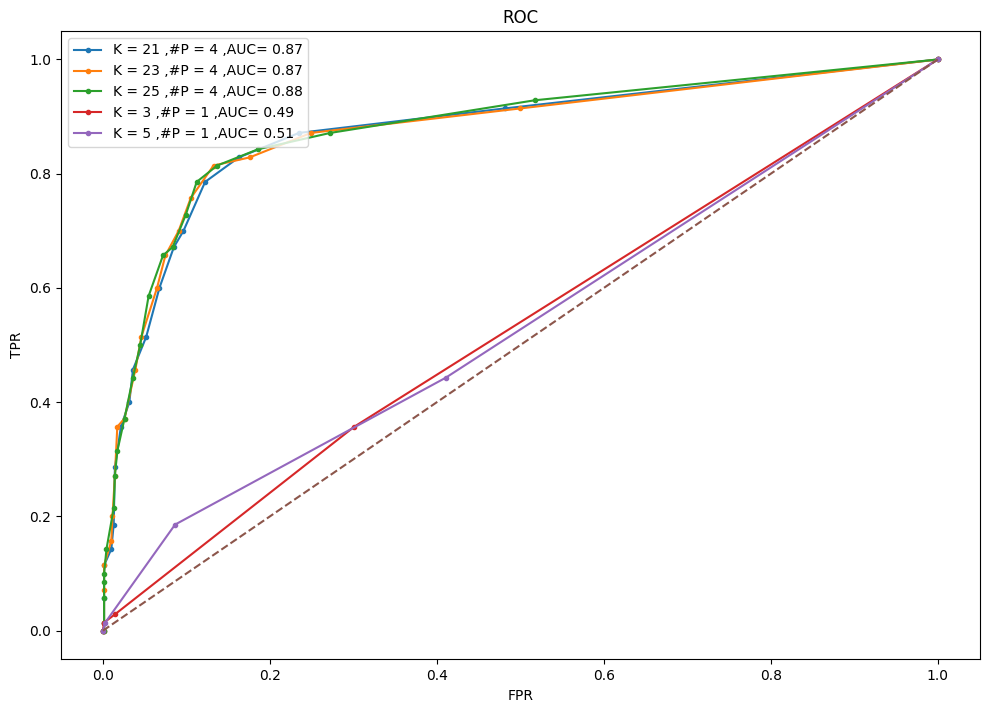 ROC
K = 21 ,#P = 4 ,AUC= 0.87
K = 23 ,#P = 4 ,AUC= 0.87
K = 25 ,#P = 4 ,AUC= 0.88
K = 3 ,#P = 1 ,AUC= 0.49
K = 5 ,#P = 1 ,AUC= 0.51
1.0
0.8
0.6
0.4
0.2
0.0
TPR
0.0 0.2 0.4 0.6 0.8 1.0
FPR